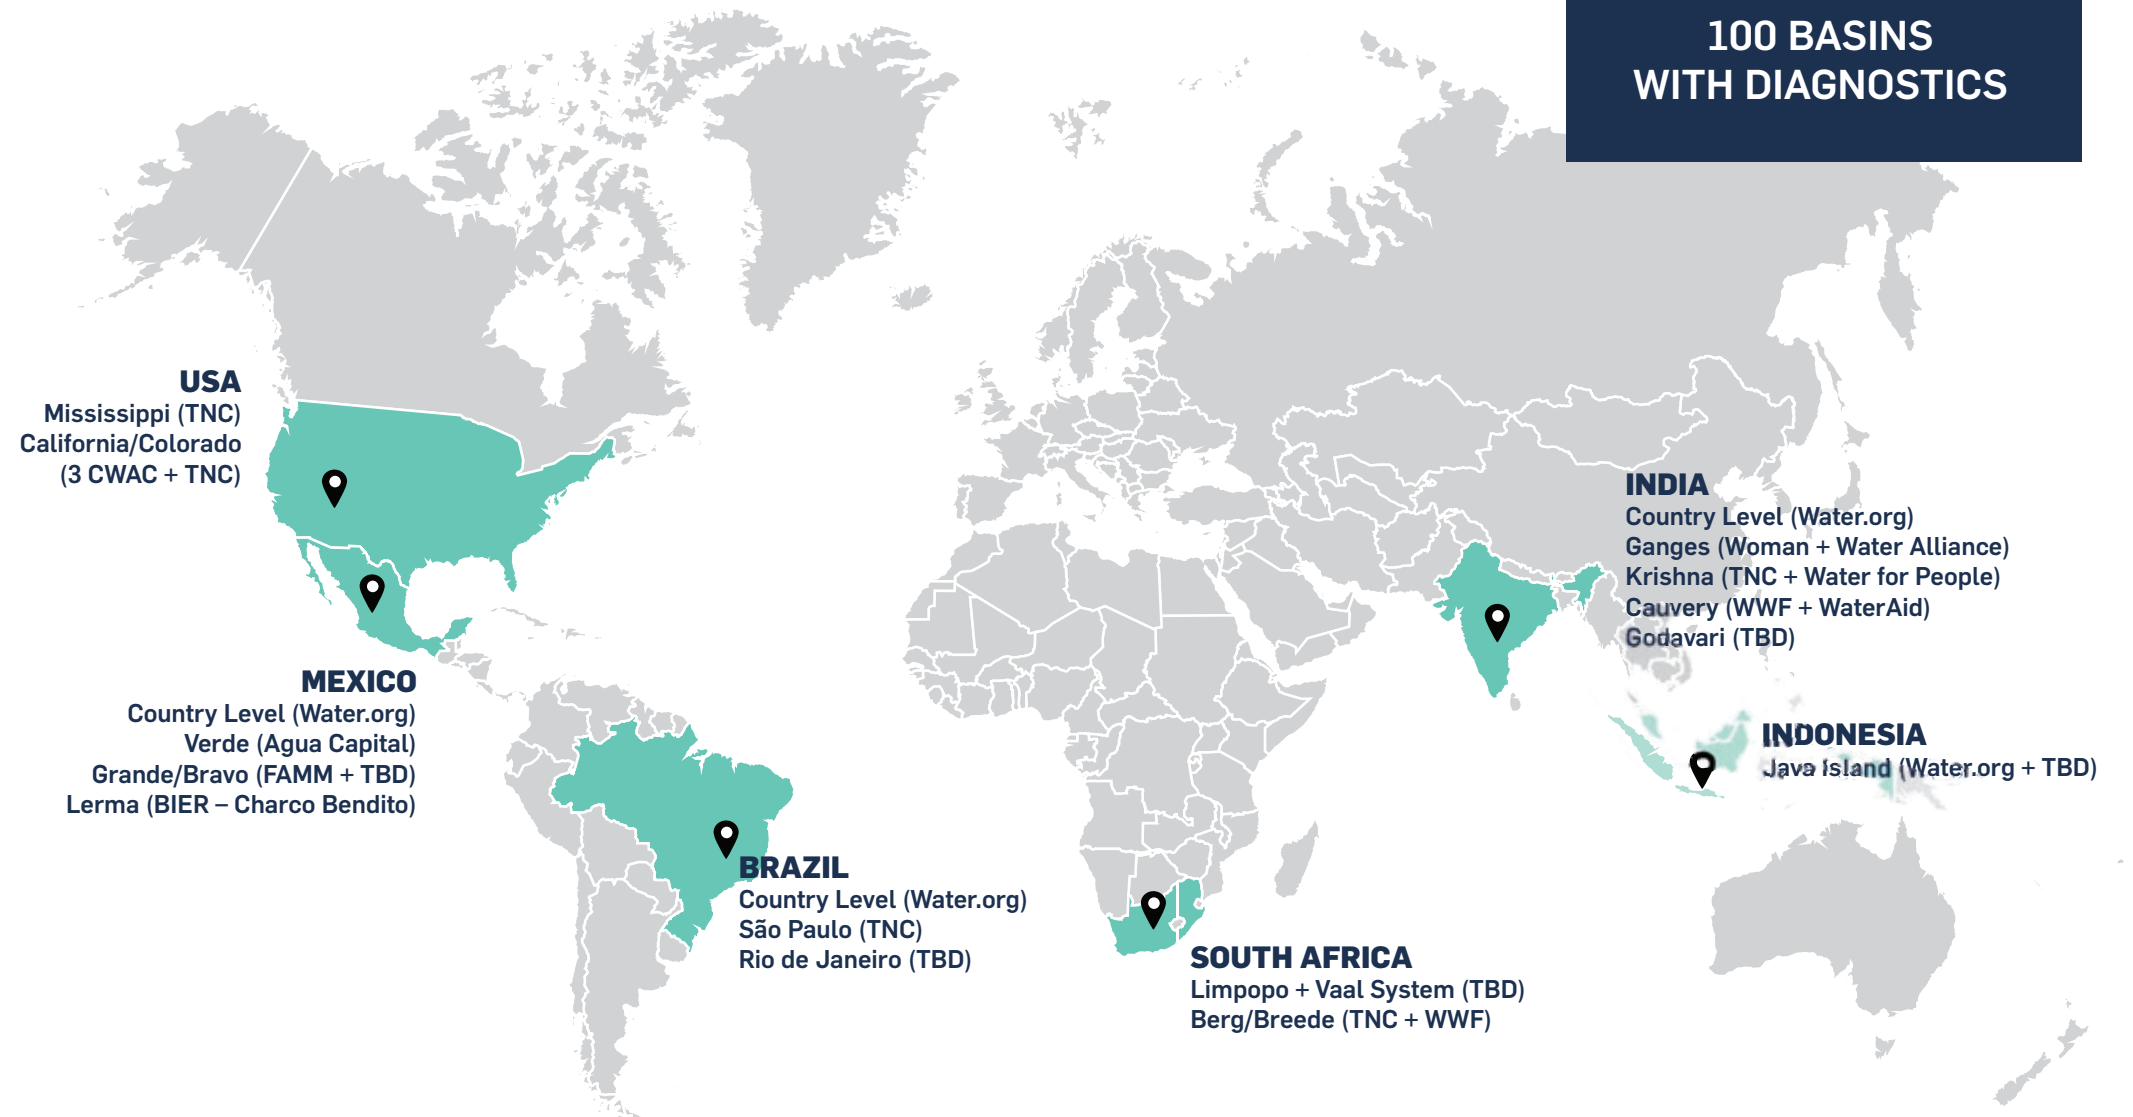 100 BASINS
WITH DIAGNOSTICS
USA
Mississippi (TNC)
California/Colorado
(3 CWAC + TNC)
MEXICO
Country Level (Water.org)
Verde (Agua Capital)
Grande/Bravo (FAMM + TBD)
Lerma (BIER – Charco Bendito)
BRAZIL
Country Level (Water.org)
São Paulo (TNC)
Rio de Janeiro (TBD)
SOUTH AFRICA
Limpopo + Vaal System (TBD)
Berg/Breede (TNC + WWF)
INDIA
Country Level (Water.org)
Ganges (Woman + Water Alliance)
Krishna (TNC + Water for People)
Cauvery (WWF + WaterAid)
Godavari (TBD)
INDONESIA
Java Island (Water.org + TBD)